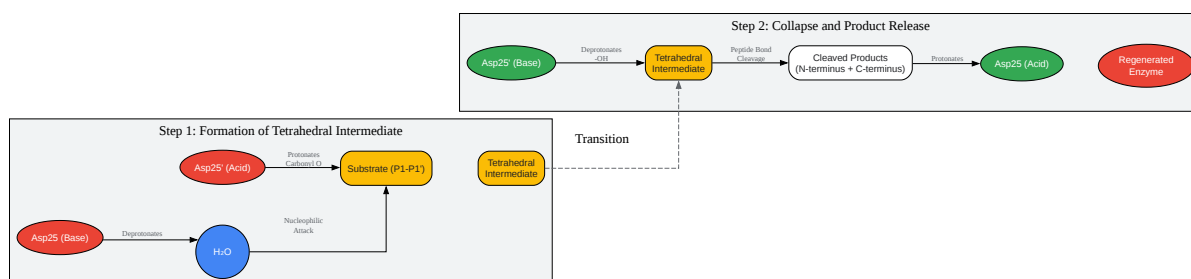 Step 2: Collapse and Product Release
Asp25' (Base)
Deprotonates
-OH
Tetrahedral
Intermediate
Peptide Bond
Cleavage
Cleaved Products
(N-terminus + C-terminus)
Protonates
Asp25 (Acid)
Regenerated
Enzyme
Step 1: Formation of Tetrahedral Intermediate
Transition
Asp25' (Acid)
Protonates
Carbonyl O
Substrate (P1-P1')
Tetrahedral
Intermediate
Asp25 (Base)
Deprotonates
H₂O
Nucleophilic
Attack